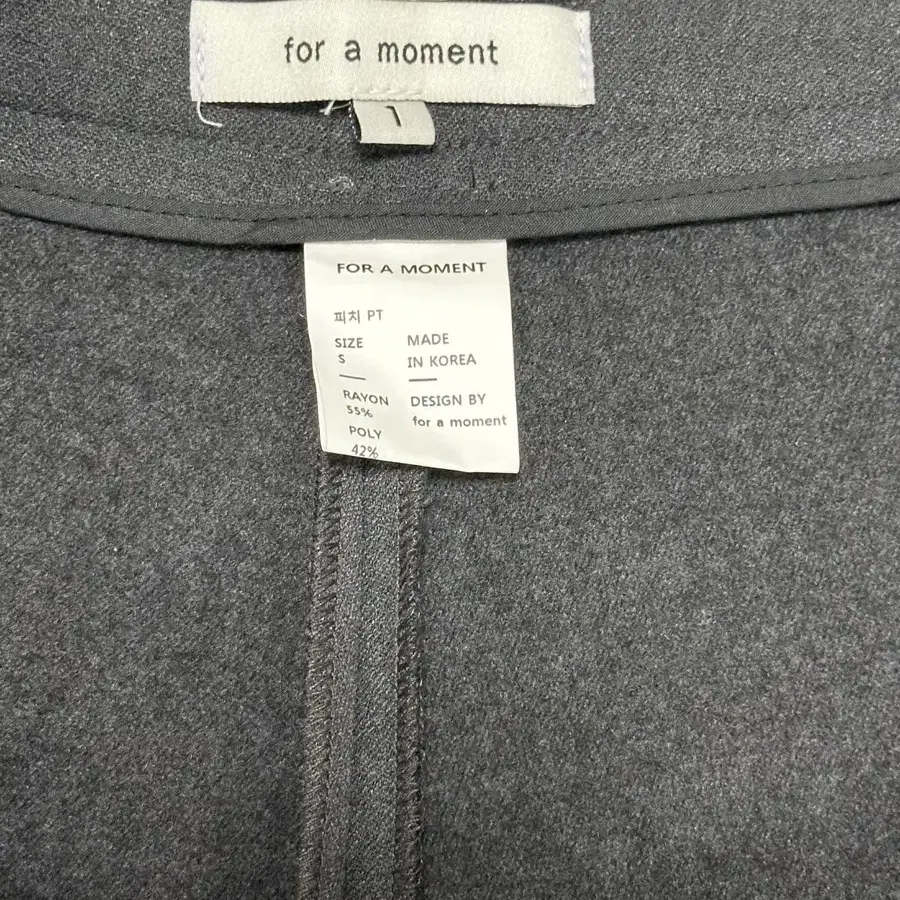 for a moment
1
FOR A MOMENT
피치 PT
SIZE
S
MADE
IN KOREA
RAYON
55%
POLY
42%
DESIGN BY
for a moment